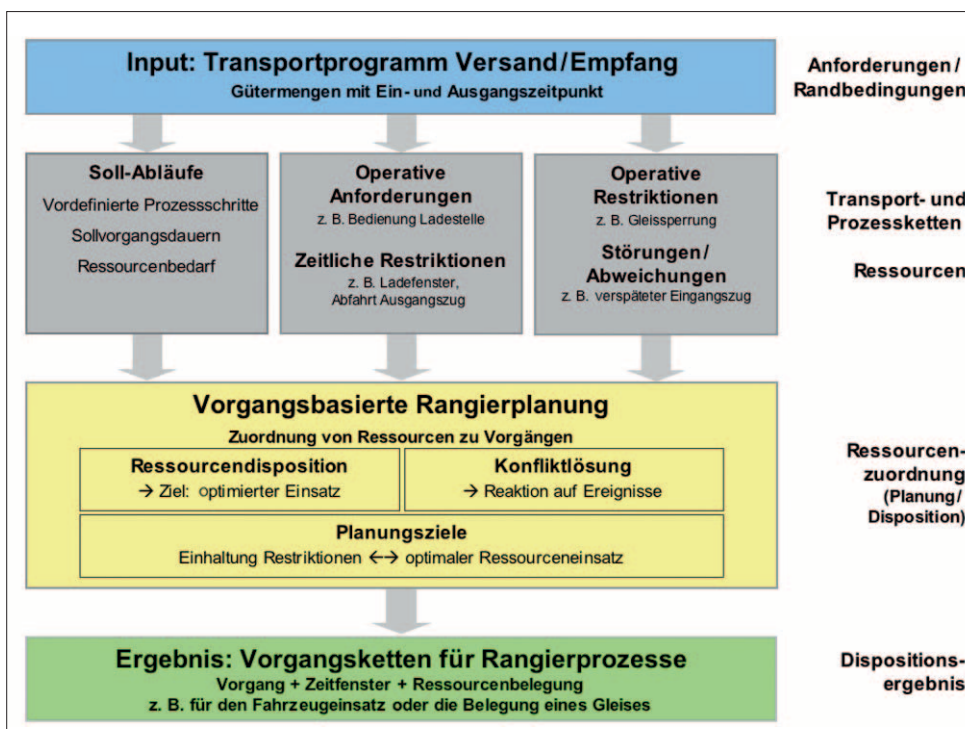 Input: Transportprogramm Versand/Empfang
Gütermengen mit Ein- und Ausgangszeitpunkt
Anforderungen /
Randbedingungen
Soll-Abläufe
Vordefinierte Prozessschritte
Sollvorgangsdauern
Ressourcenbedarf
Operative
Anforderungen
z. B. Bedienung Ladestelle
Zeitliche Restriktionen
z. B. Ladefenster,
Abfahrt Ausgangszug
Operative
Restriktionen
z. B. Gleissperrung
Störungen/
Abweichungen
z. B. verspäteter Eingangszug
Transport- und
Prozessketten
Ressourcen
Vorgangsbasierte Rangierplanung
Zuordnung von Ressourcen zu Vorgängen
Ressourcendisposition
→ Ziel: optimierter Einsatz
Konfliktlösung
→ Reaktion auf Ereignisse
Planungsziele
Einhaltung Restriktionen ←→ optimaler Ressourceneinsatz
Ressourcen-
zuordnung
(Planung/
Disposition)
Ergebnis: Vorgangsketten für Rangierprozesse
Vorgang + Zeitfenster + Ressourcenbelegung
z. B. für den Fahrzeugeinsatz oder die Belegung eines Gleises
Dispositions-
ergebnis